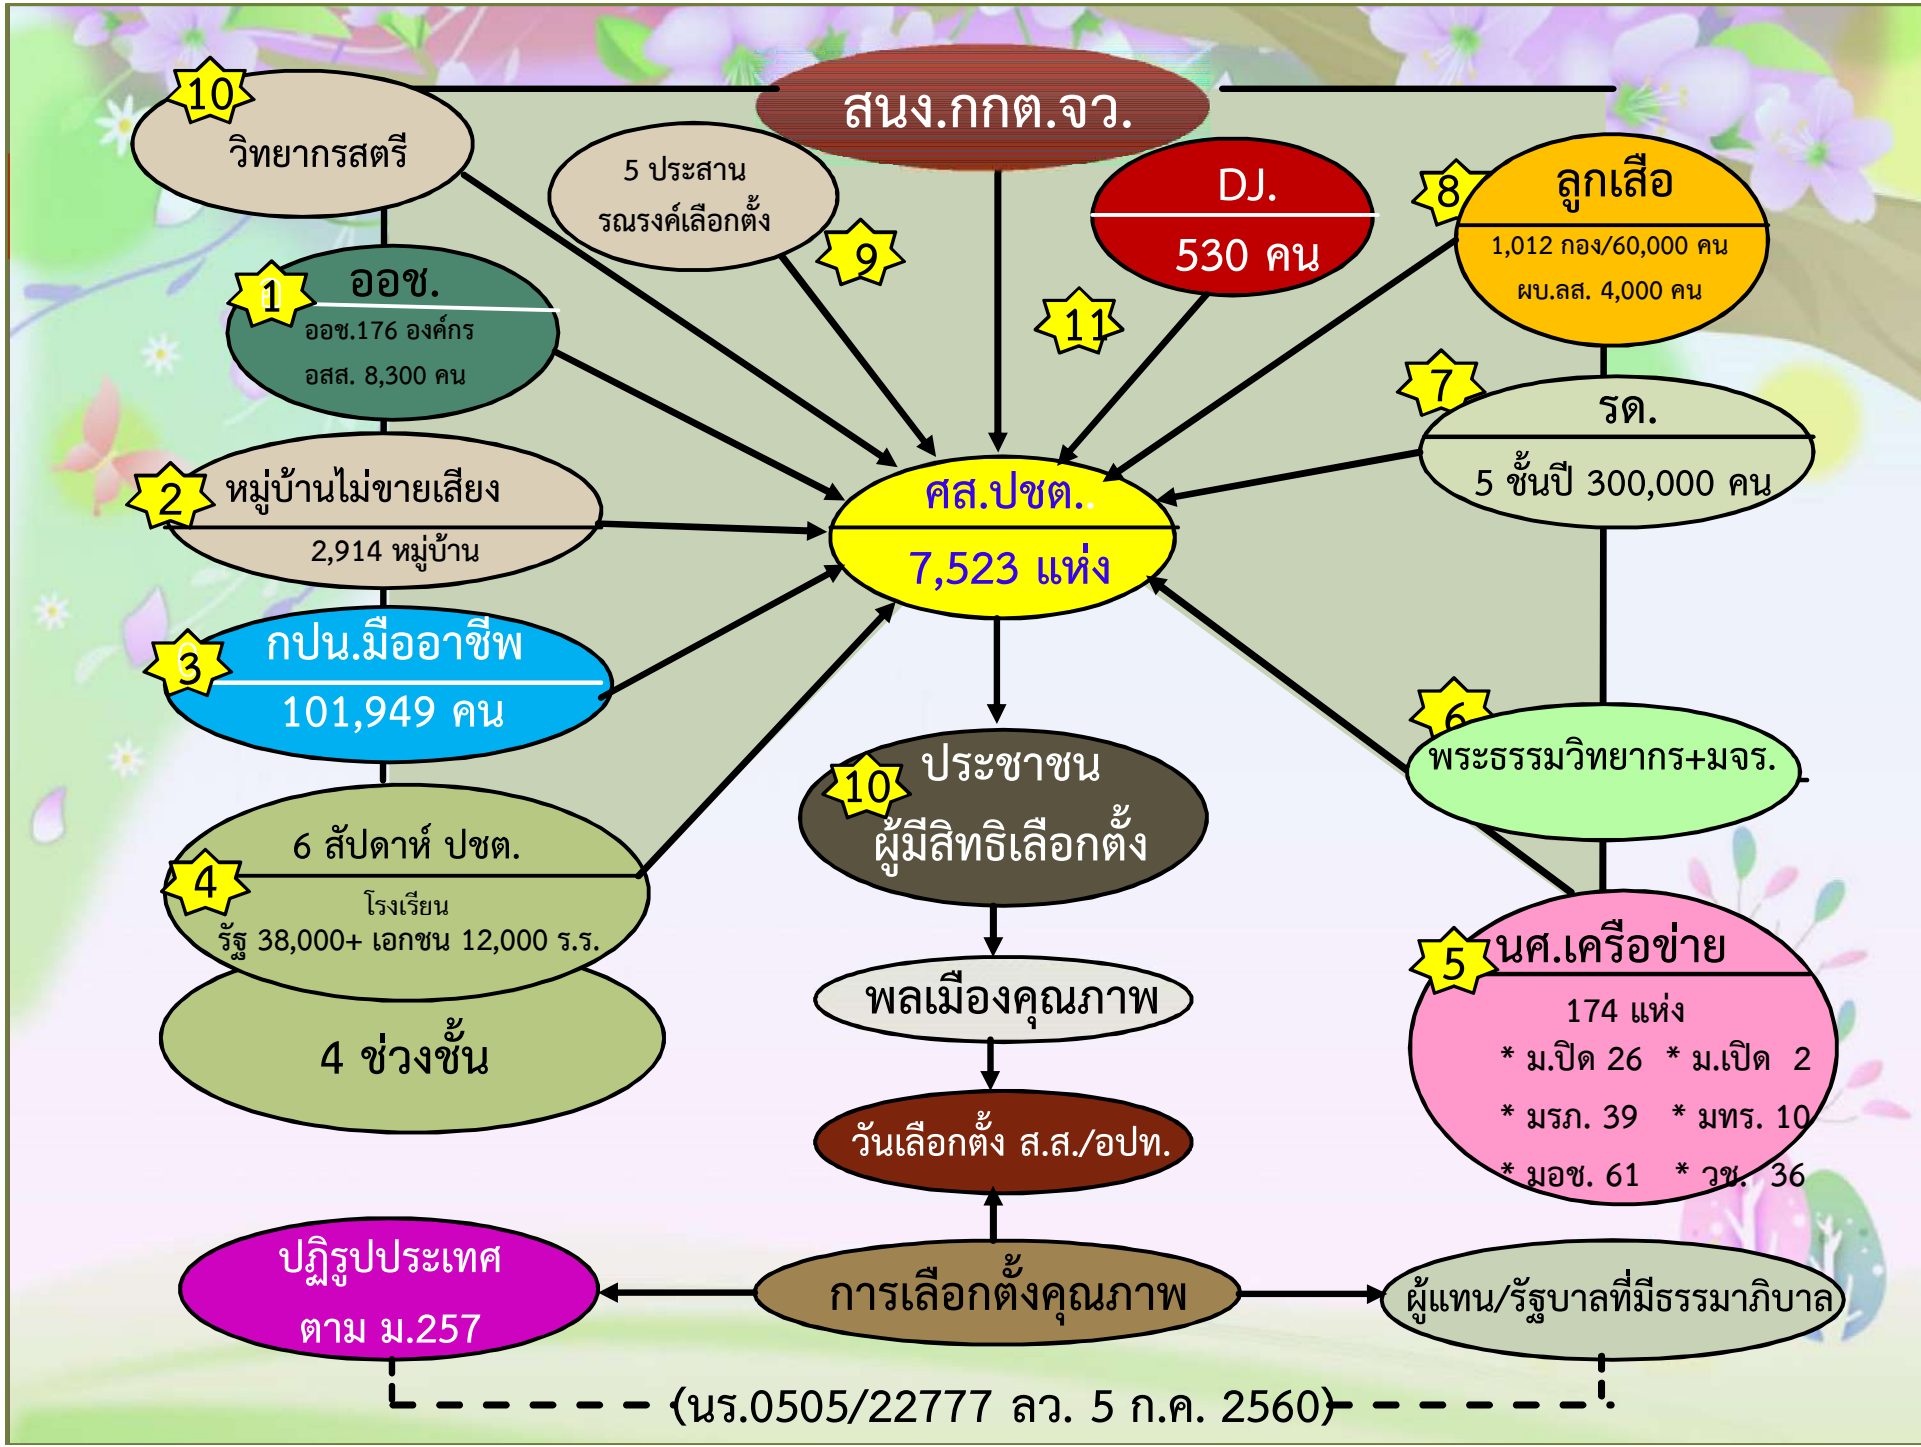 สนง.กกต.จว.
10
วิทยากรสตรี
5 ประสาน
รณรงค์เลือกตั้ง
9
DJ.
530 คน
11
8
ลูกเสือ
1,012 กอง/60,000 คน
ผบ.ลส. 4,000 คน
1
ออช.
ออช.176 องค์กร
อสส. 8,300 คน
7
รด.
5 ชั้นปี 300,000 คน
2
หมู่บ้านไม่ขายเสียง
2,914 หมู่บ้าน
ศส.ปชต..
7,523 แห่ง
3
กปน.มืออาชีพ
101,949 คน
6
พระธรรมวิทยากร+มจร.
10
ประชาชน
ผู้มีสิทธิเลือกตั้ง
4
6 สัปดาห์ ปชต.
โรงเรียน
รัฐ 38,000+ เอกชน 12,000 ร.ร.
4 ช่วงชั้น
5
นศ.เครือข่าย
174 แห่ง
* ม.ปิด 26 * ม.เปิด 2
* มรภ. 39 * มทร. 10
* มอช. 61 * วช. 36
พลเมืองคุณภาพ
วันเลือกตั้ง ส.ส./อปท.
ปฏิรูปประเทศ
ตาม ม.257
การเลือกตั้งคุณภาพ
ผู้แทน/รัฐบาลที่มีธรรมาภิบาล
(นร.0505/22777 ลว. 5 ก.ค. 2560)